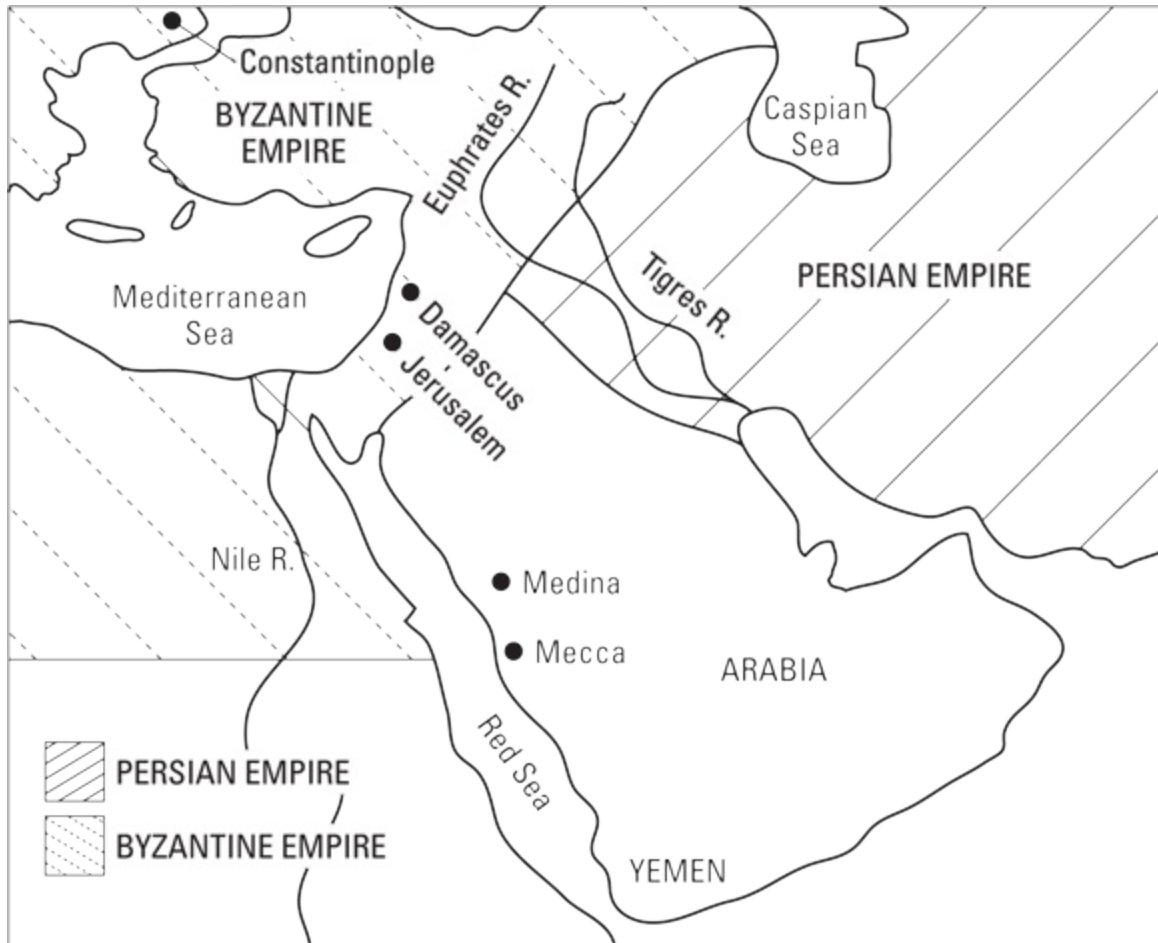 Constantinople
BYZANTINE
EMPIRE
Euphrates R.
Caspian
Sea
PERSIAN EMPIRE
Tigres R.
Mediterranean
Sea
Damascus
Jerusalem
Nile R.
Medina
Mecca
ARABIA
Red Sea
YEMEN
PERSIAN EMPIRE
BYZANTINE EMPIRE